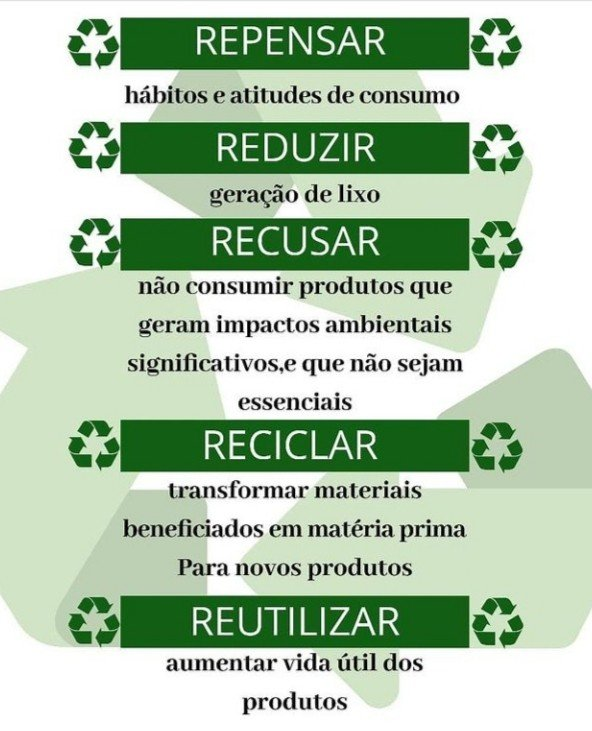 REPENSAR
hábitos e atitudes de consumo
REDUZIR
geração de lixo
RECUSAR
não consumir produtos que
geram impactos ambientais
significativos,e que não sejam
essenciais
RECICLAR
transformar materiais
beneficiados em matéria prima
Para novos produtos
REUTILIZAR
aumentar vida útil dos
produtos